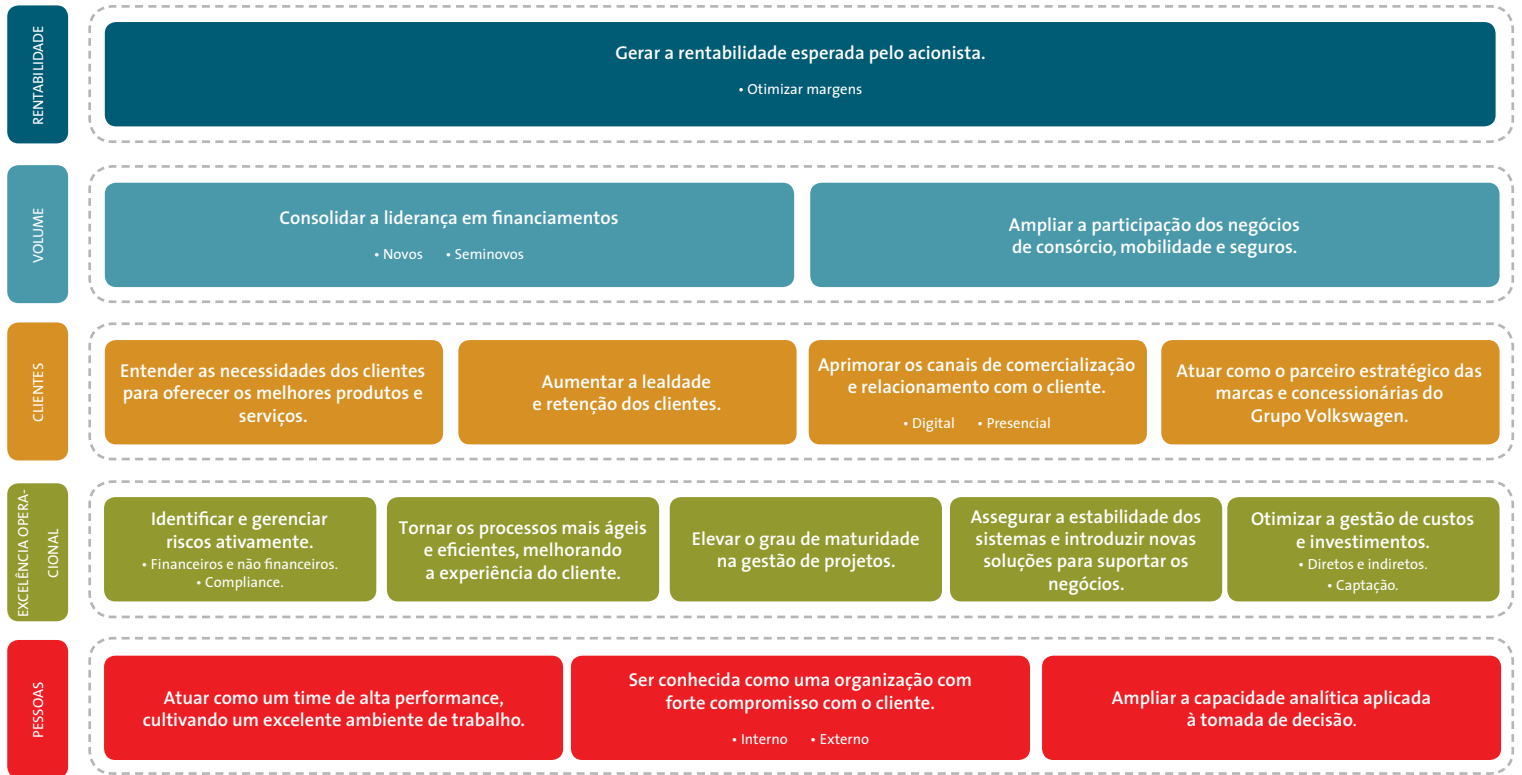 RENTABILIDADE
Gerar a rentabilidade esperada pelo acionista.
• Otimizar margens
VOLUME
Consolidar a liderança em financiamentos
• Novos • Seminovos
Ampliar a participação dos negócios
de consórcio, mobilidade e seguros.
CLIENTES
Entender as necessidades dos clientes
para oferecer os melhores produtos e
serviços.
Aumentar a lealdade
e retenção dos clientes.
Aprimorar os canais de comercialização
e relacionamento com o cliente.
• Digital • Presencial
Atuar como o parceiro estratégico das
marcas e concessionárias do
Grupo Volkswagen.
EXCELÊNCIA OPERA-
CIONAL
Identificar e gerenciar
riscos ativamente.
• Financeiros e não financeiros.
• Compliance.
Tornar os processos mais ágeis
e eficientes, melhorando
a experiência do cliente.
Elevar o grau de maturidade
na gestão de projetos.
Assegurar a estabilidade dos
sistemas e introduzir novas
soluções para suportar os
negócios.
Otimizar a gestão de custos
e investimentos.
• Diretos e indiretos.
• Captação.
PESSOAS
Atuar como um time de alta performance,
cultivando um excelente ambiente de trabalho.
Ser conhecida como uma organização com
forte compromisso com o cliente.
• Interno • Externo
Ampliar a capacidade analítica aplicada
à tomada de decisão.